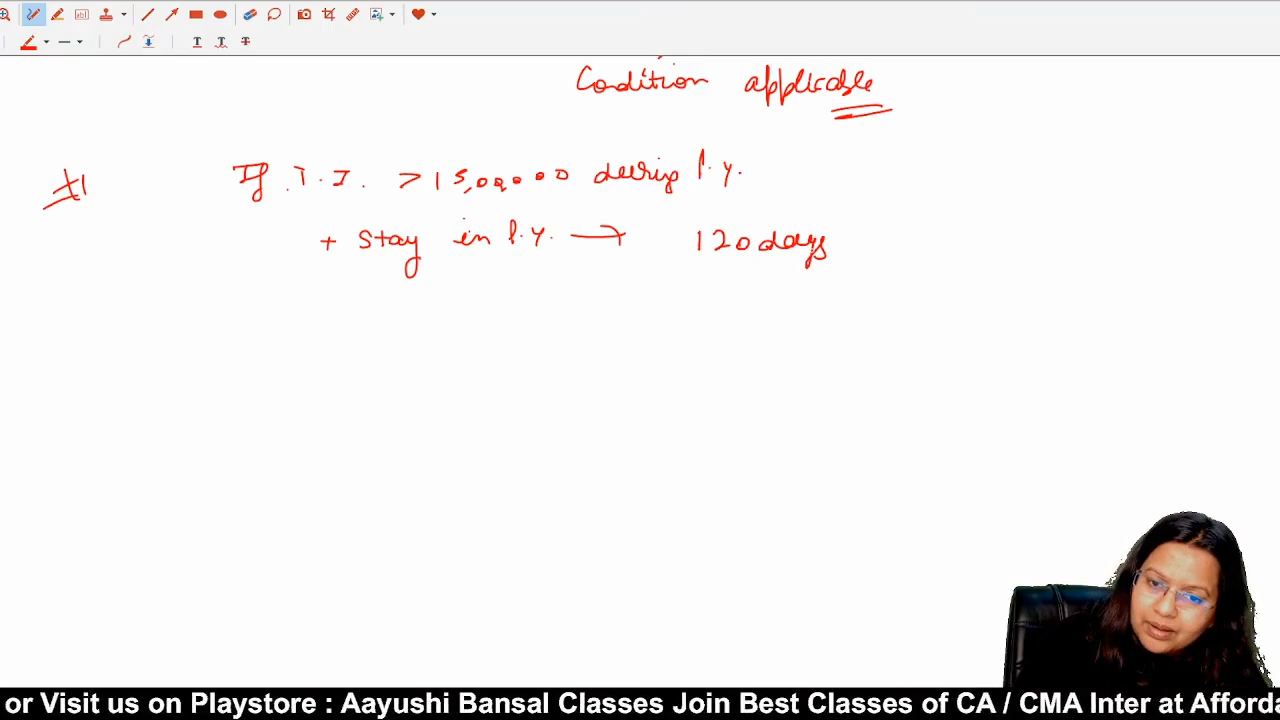 Condition applicable
*1 If T.I. > 15,00,000 during P.Y.
+ Stay in P.Y. → 120 days
or Visit us on Playstore : Aayushi Bansal Classes Join Best Classes of CA / CMA Inter at Afforda